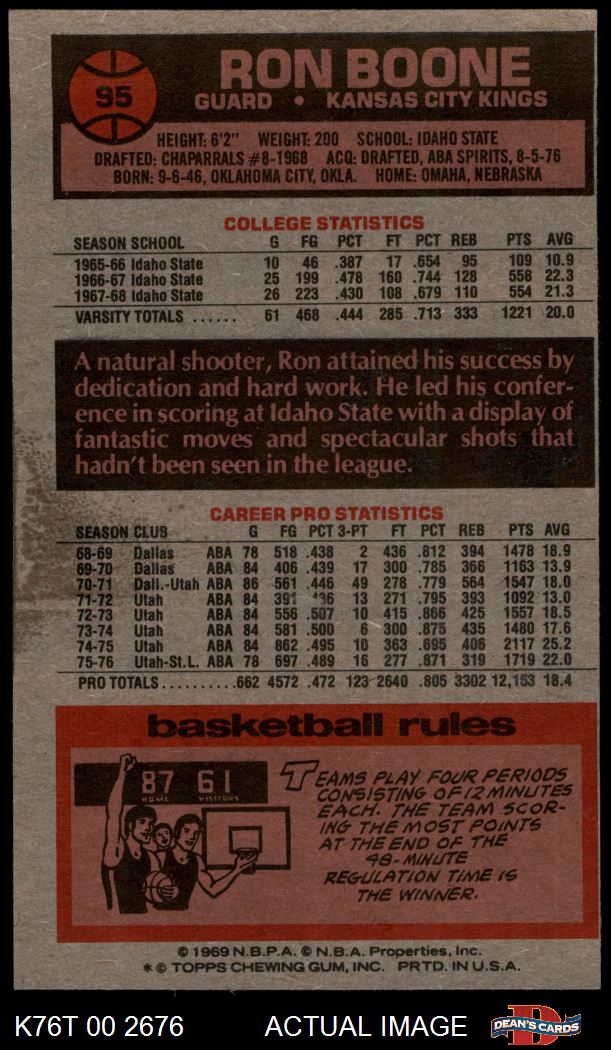 95
RON BOONE
GUARD • KANSAS CITY KINGS
HEIGHT: 6'2" WEIGHT: 200 SCHOOL: IDAHO STATE
DRAFTED: CHAPARRALS #8-1968 ACQ: DRAFTED, ABA SPIRITS, 8-5-76
BORN: 9-6-46, OKLAHOMA CITY, OKLA. HOME: OMAHA, NEBRASKA
COLLEGE STATISTICS
SEASON SCHOOL G FG PCT FT PCT REB PTS AVG
1965-66 Idaho State 10 46 .387 17 .654 95 109 10.9
1966-67 Idaho State 25 199 .478 160 .744 128 558 22.3
1967-68 Idaho State 26 223 .430 108 .679 110 554 21.3
VARSITY TOTALS ...... 61 468 .444 285 .713 333 1221 20.0
A natural shooter, Ron attained his success by
dedication and hard work. He led his confer-
ence in scoring at Idaho State with a display of
fantastic moves and spectacular shots that
hadn't been seen in the league.
CAREER PRO STATISTICS
SEASON CLUB G FG PCT 3-PT FT PCT REB PTS AVG
68-69 Dallas ABA 78 518 .438 2 436 .812 394 1478 18.9
69-70 Dallas ABA 84 406 .439 17 300 .785 366 1163 13.9
70-71 Dall.-Utah ABA 86 561 .446 49 278 .779 564 1547 18.0
71-72 Utah ABA 84 391 13 271 .795 393 1092 13.0
72-73 Utah ABA 84 556 .507 10 415 .866 425 1557 18.5
73-74 Utah ABA 84 581 .500 6 300 .875 435 1480 17.6
74-75 Utah ABA 84 862 .495 10 363 .695 406 2117 25.2
75-76 Utah-St.L. ABA 78 697 .489 16 277 .871 319 1719 22.0
PRO TOTALS..........662 4572 .472 123 2640 .805 3302 12,153 18.4
basketball rules
87 61
HOME VISITORS
TEAMS PLAY FOUR PERIODS
CONSISTING OF 12 MINUTES
EACH. THE TEAM SCOR-
ING THE MOST POINTS
AT THE END OF THE
48-MINUTE
REGULATION TIME IS
THE WINNER.
© 1969 N.B.P.A. © N.B.A. Properties, Inc.
* © TOPPS CHEWING GUM, INC. PRTD. IN U.S.A.
K76T 00 2676 ACTUAL IMAGE
D
DEAN'S CARDS